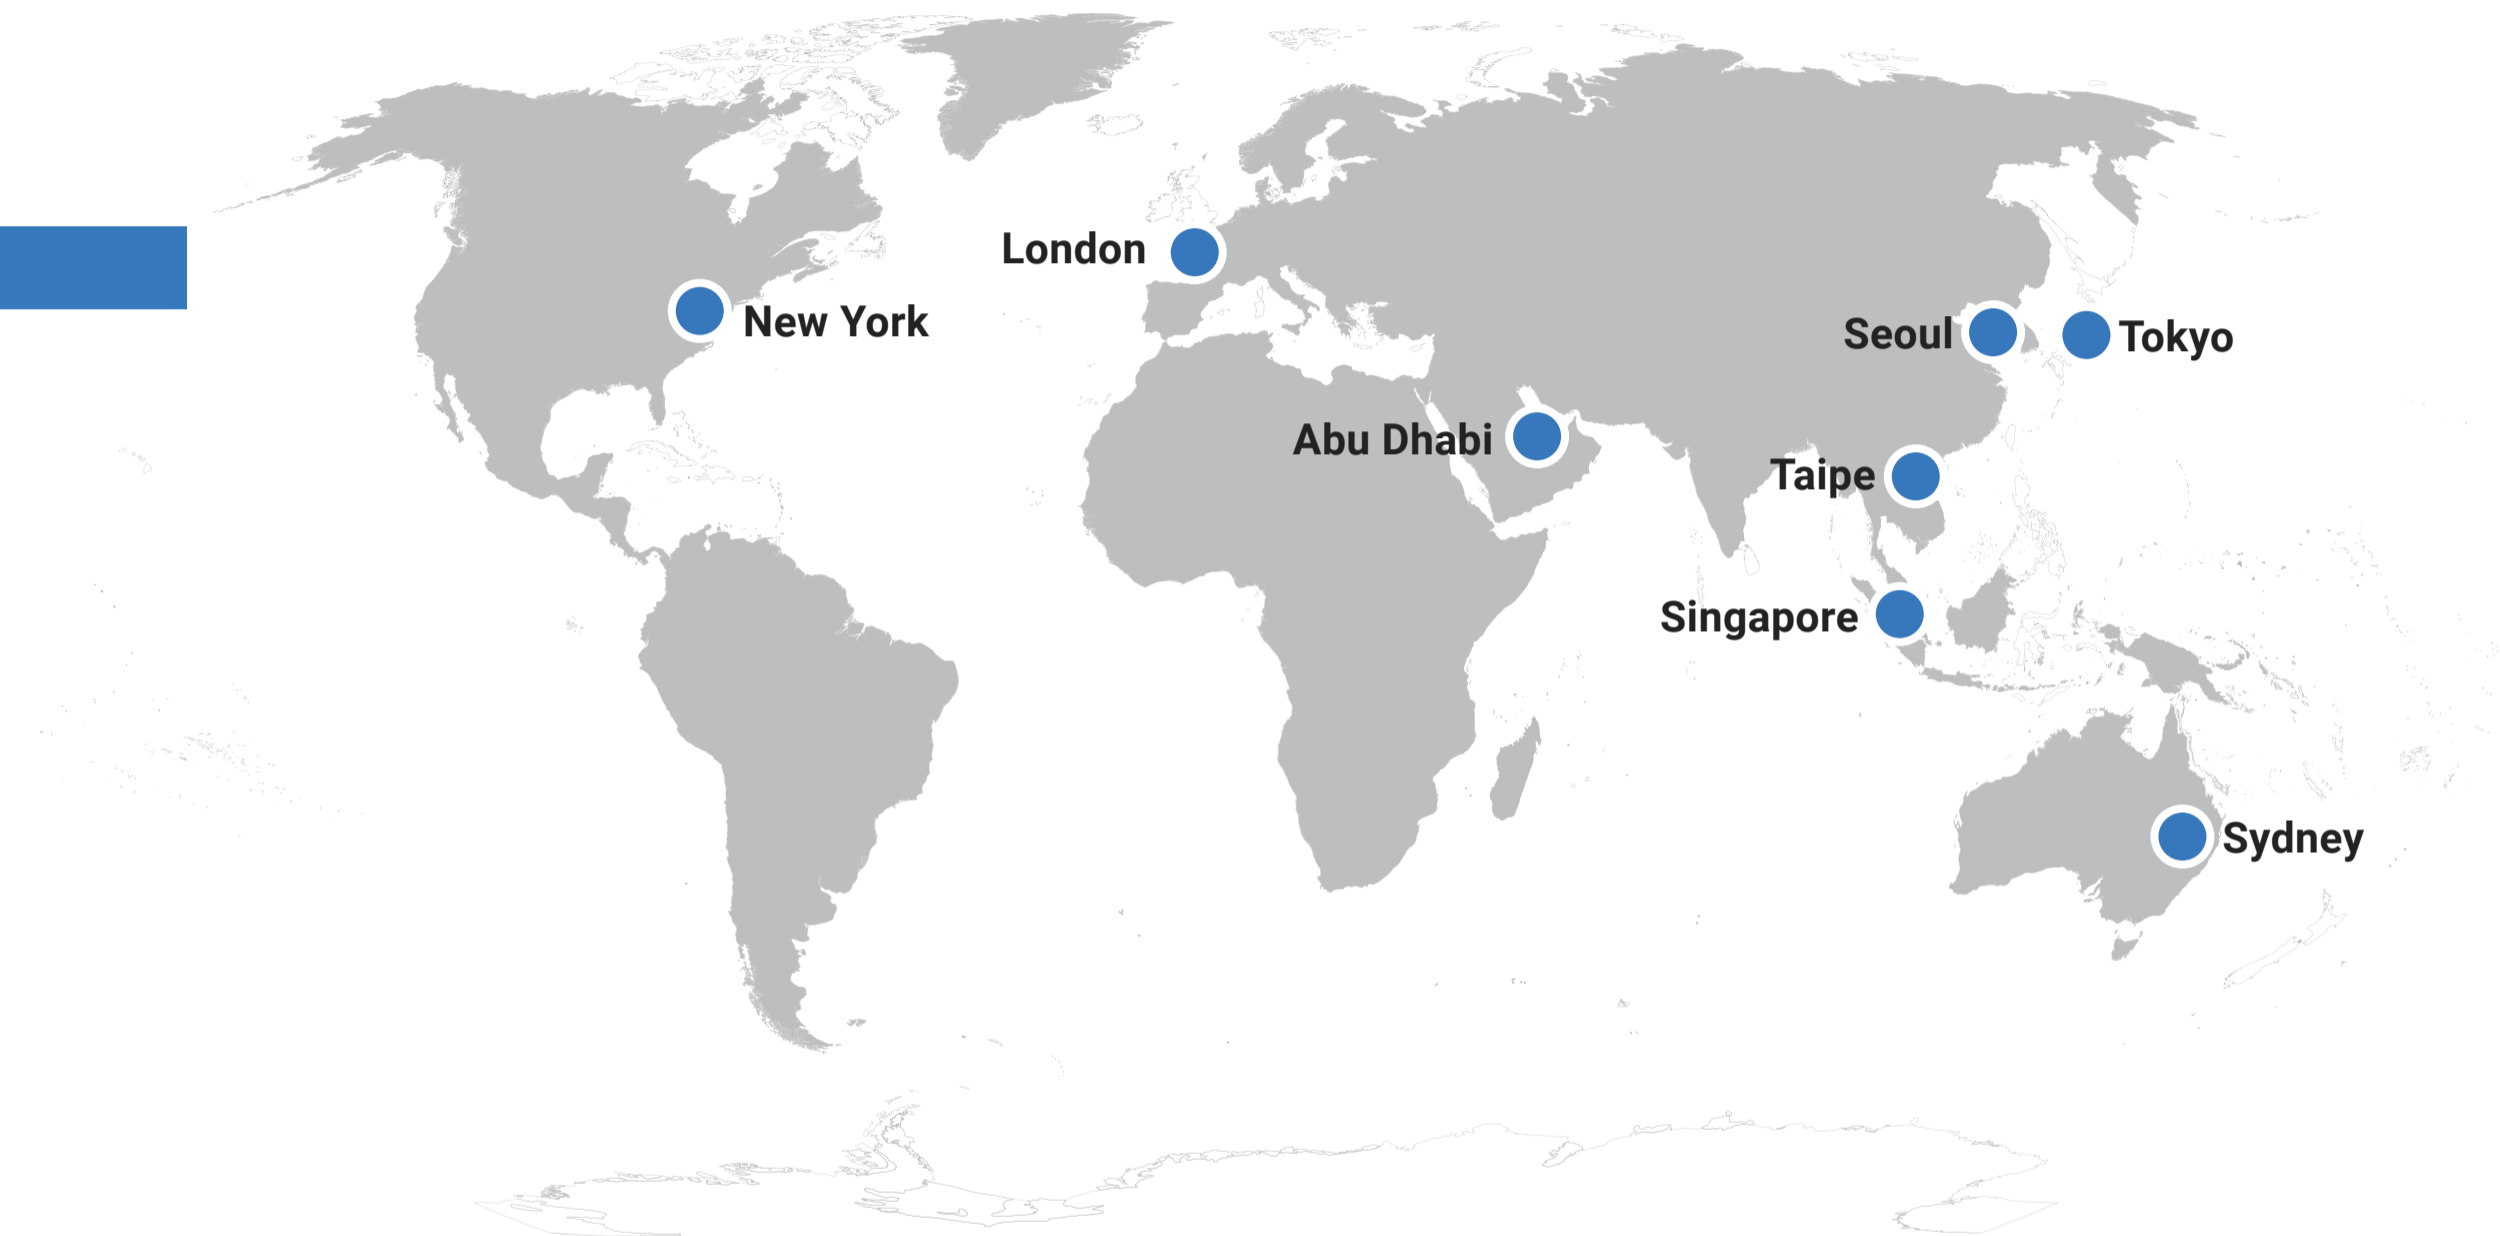 London
New York
Seoul
Tokyo
Abu Dhabi
Taipe
Singapore
Sydney